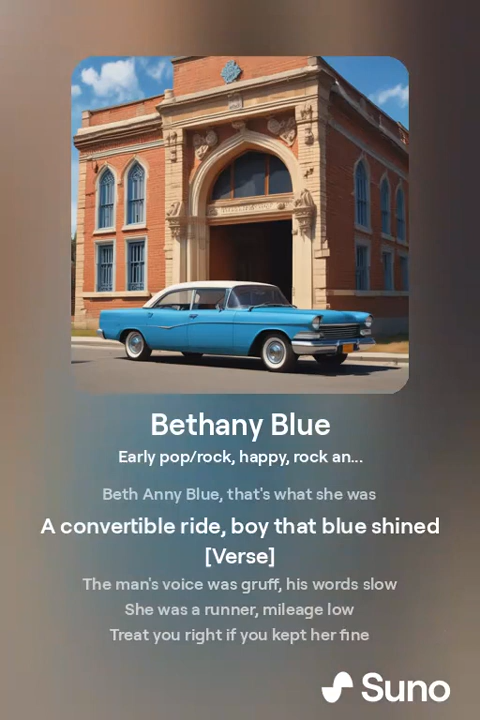 Bethany Blue
Early pop/rock, happy, rock an...
Beth Anny Blue, that's what she was
A convertible ride, boy that blue shined
[Verse]
The man's voice was gruff, his words slow
She was a runner, mileage low
Treat you right if you kept her fine
Suno